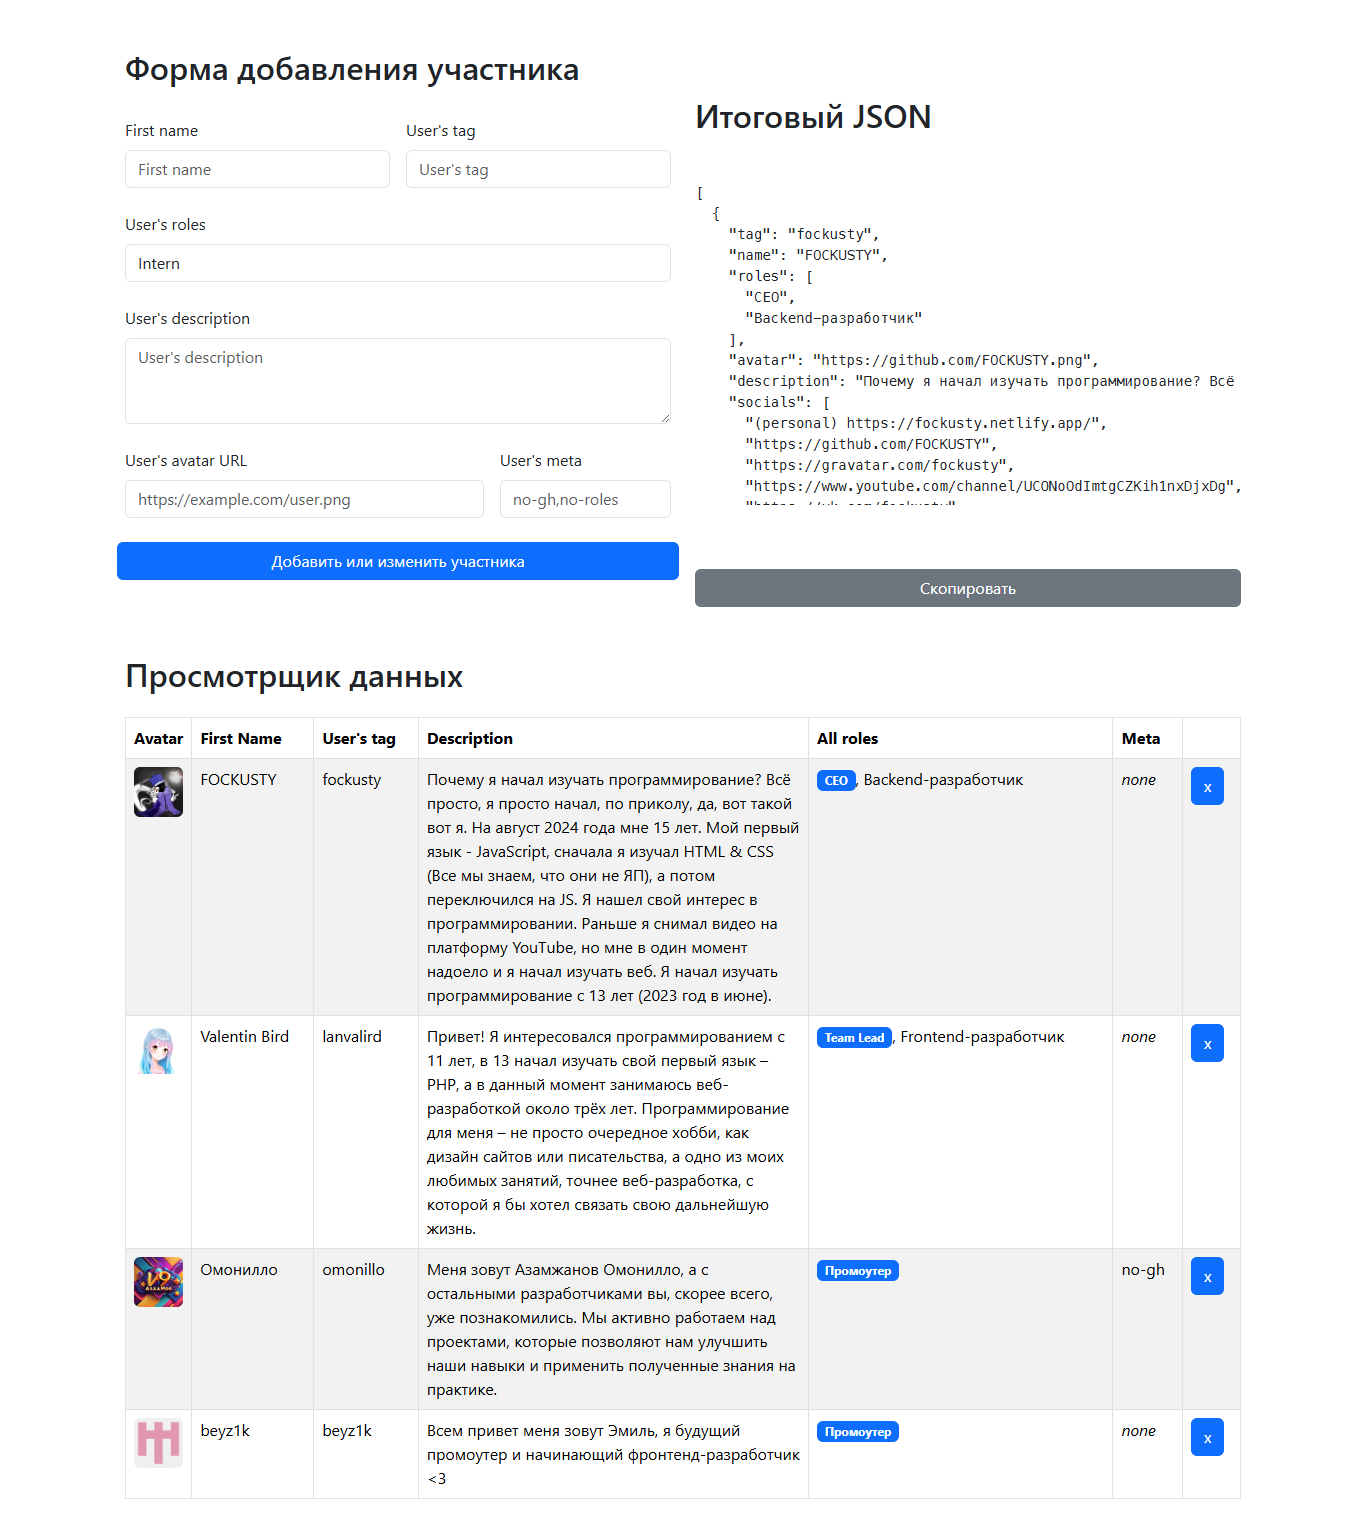 Форма добавления участника
First name
User's tag
First name
User's tag
User's roles
Intern
User's description
User's description
User's avatar URL
User's meta
https://example.com/user.png
no-gh,no-roles
Добавить или изменить участника
Итоговый JSON
[
{
"tag": "fockusty",
"name": "FOCKUSTY",
"roles": [
"CEO",
"Backend-разработчик"
],
"avatar": "https://github.com/FOCKUSTY.png",
"description": "Почему я начал изучать программирование? Всё
"socials": [
"(personal) https://fockusty.netlify.app/",
"https://github.com/FOCKUSTY",
"https://gravatar.com/fockusty",
"https://www.youtube.com/channel/UCONoOdImtgCZKih1nxDjxDg",
"https://vk.com/fockusty"
Скопировать
Просмотрщик данных
Avatar First Name User's tag Description All roles Meta
FOCKUSTY fockusty Почему я начал изучать программирование? Всё CEO, Backend-разработчик none x
просто, я просто начал, по приколу, да, вот такой
вот я. На август 2024 года мне 15 лет. Мой первый
язык - JavaScript, сначала я изучал HTML & CSS
(Все мы знаем, что они не ЯП), а потом
переключился на JS. Я нашел свой интерес в
программировании. Раньше я снимал видео на
платформу YouTube, но мне в один момент
надоело и я начал изучать веб. Я начал изучать
программирование с 13 лет (2023 год в июне).
Valentin Bird lanvalird Привет! Я интересовался программированием с Team Lead, Frontend-разработчик none x
11 лет, в 13 начал изучать свой первый язык –
PHP, а в данный момент занимаюсь веб-
разработкой около трёх лет. Программирование
для меня – не просто очередное хобби, как
дизайн сайтов или писательства, а одно из моих
любимых занятий, точнее веб-разработка, с
которой я бы хотел связать свою дальнейшую
жизнь.
Омонилло omonillo Меня зовут Азамжанов Омонилло, а с Промоутер no-gh x
остальными разработчиками вы, скорее всего,
уже познакомились. Мы активно работаем над
проектами, которые позволяют нам улучшить
наши навыки и применить полученные знания на
практике.
beyz1k beyz1k Всем привет меня зовут Эмиль, я будущий Промоутер none x
промоутер и начинающий фронтенд-разработчик
<3